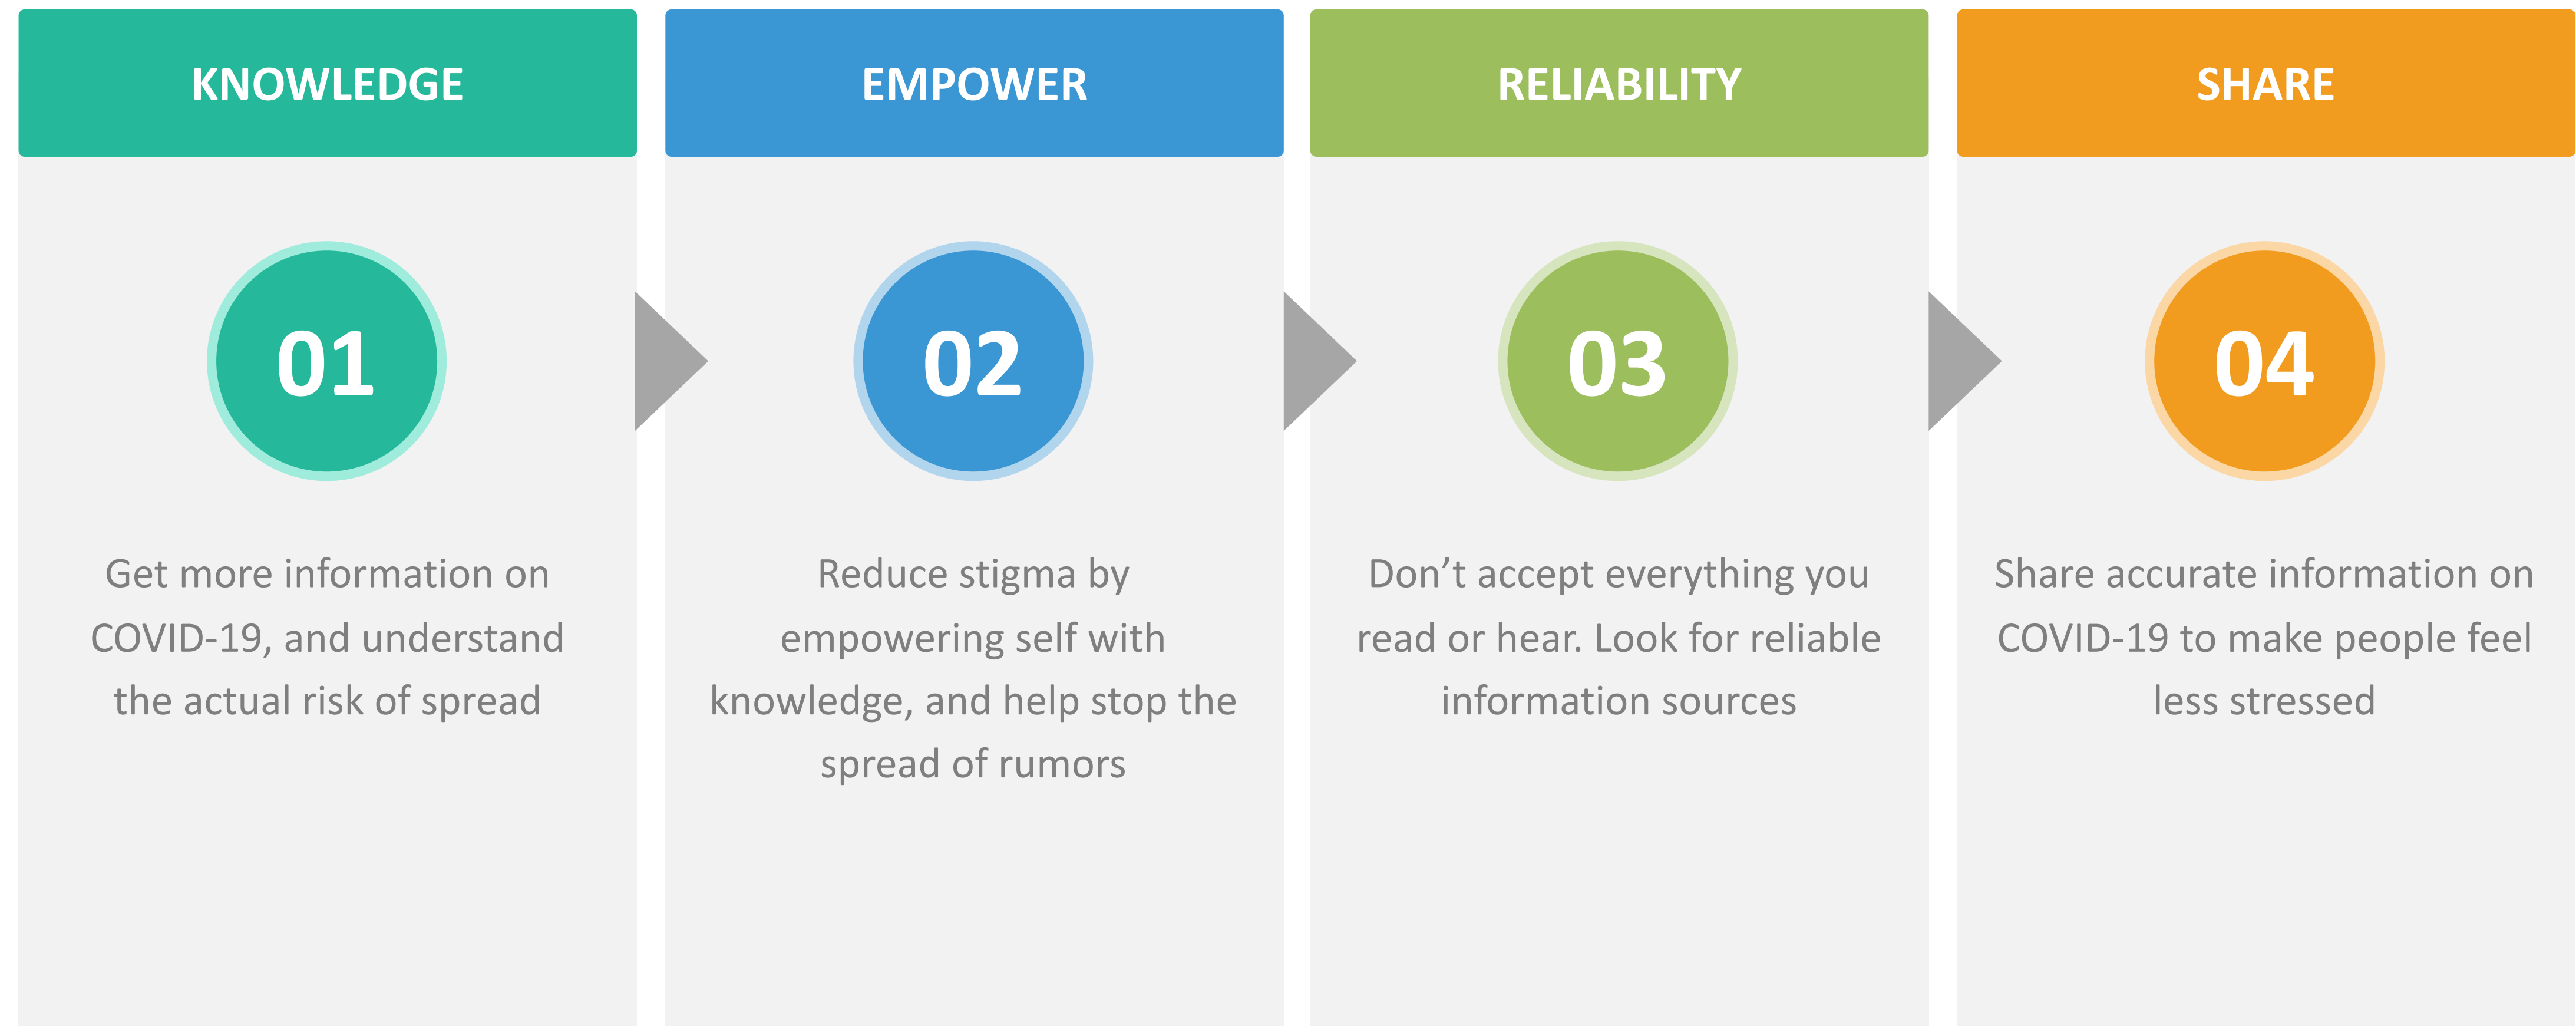 KNOWLEDGE
01
Get more information on
COVID-19, and understand
the actual risk of spread
EMPOWER
02
Reduce stigma by
empowering self with
knowledge, and help stop the
spread of rumors
RELIABILITY
03
Don’t accept everything you
read or hear. Look for reliable
information sources
SHARE
04
Share accurate information on
COVID-19 to make people feel
less stressed